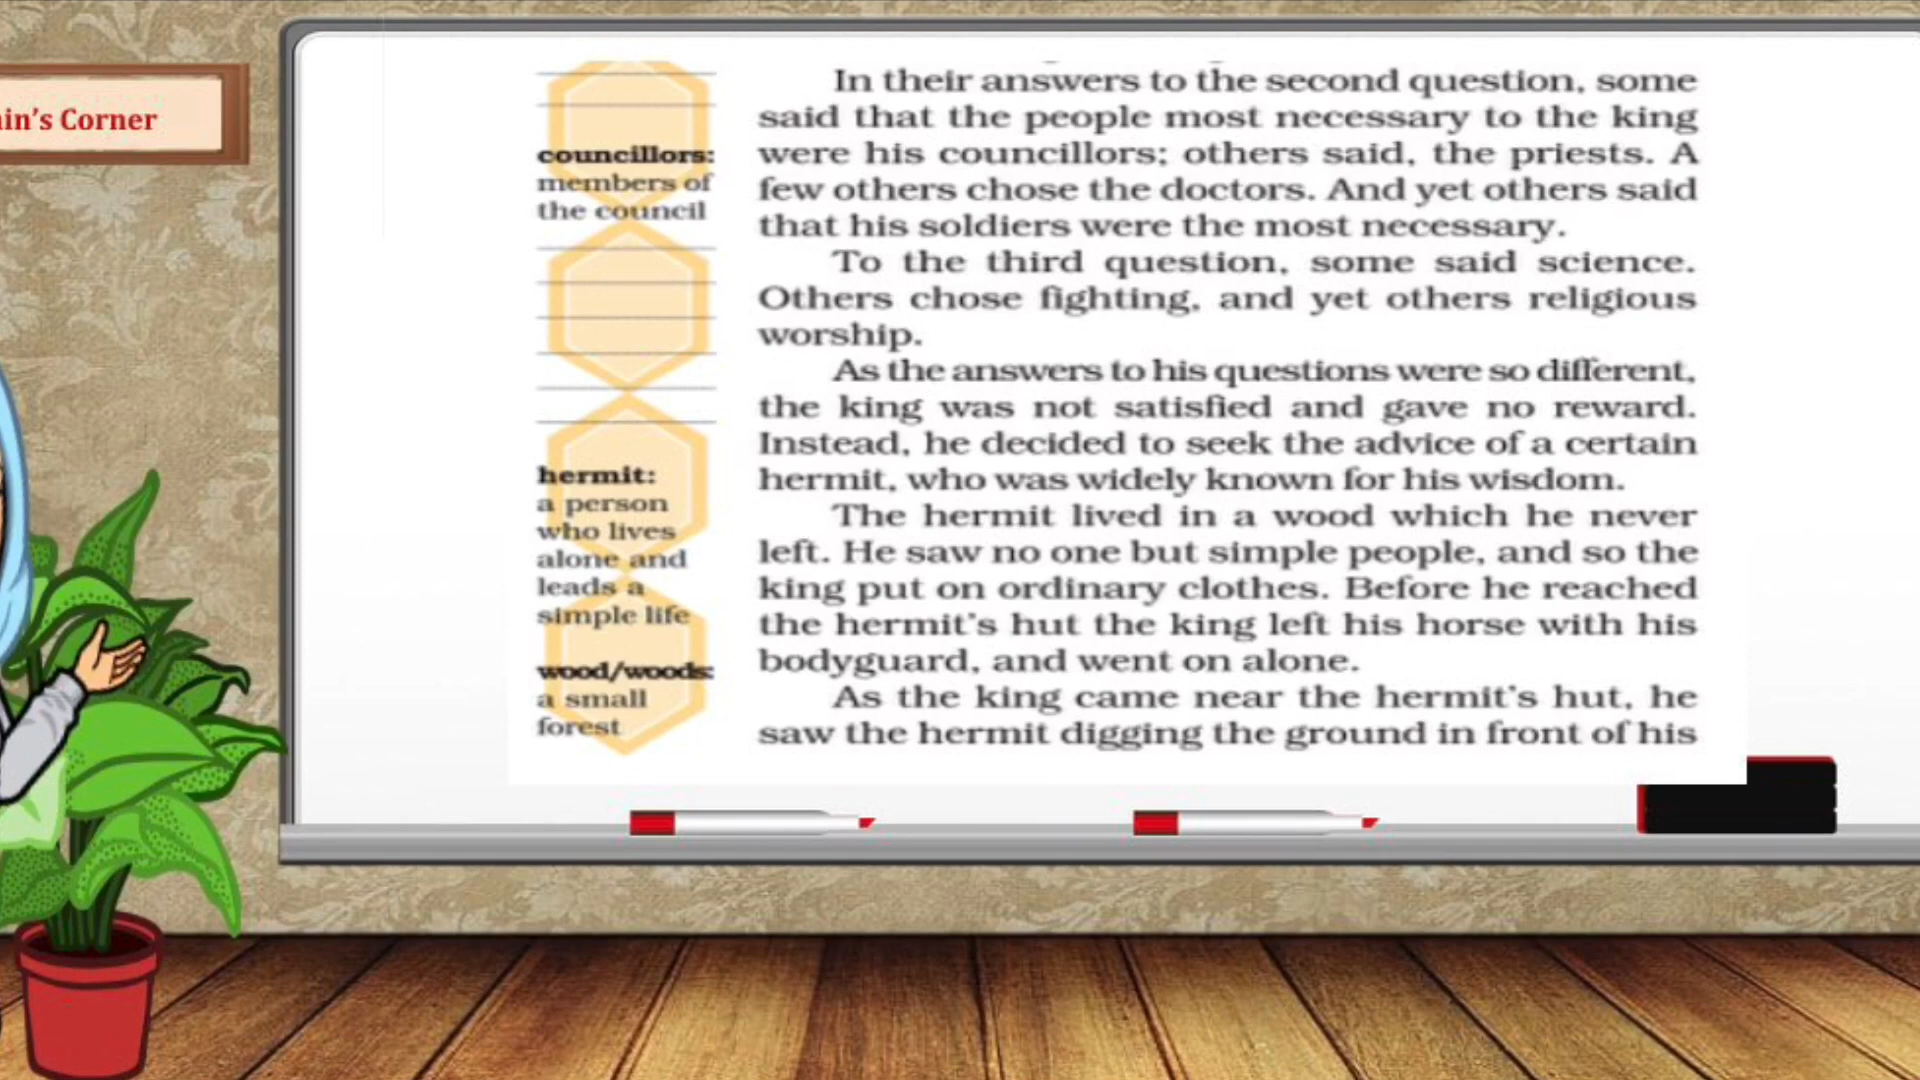 in's Corner
councillors:
members of
the council
hermit:
a person
who lives
alone and
leads a
simple life
wood/woods:
a small
forest
In their answers to the second question, some
said that the people most necessary to the king
were his councillors; others said, the priests. A
few others chose the doctors. And yet others said
that his soldiers were the most necessary.
To the third question, some said science.
Others chose fighting, and yet others religious
worship.
As the answers to his questions were so different,
the king was not satisfied and gave no reward.
Instead, he decided to seek the advice of a certain
hermit, who was widely known for his wisdom.
The hermit lived in a wood which he never
left. He saw no one but simple people, and so the
king put on ordinary clothes. Before he reached
the hermit's hut the king left his horse with his
bodyguard, and went on alone.
As the king came near the hermit's hut, he
saw the hermit digging the ground in front of his